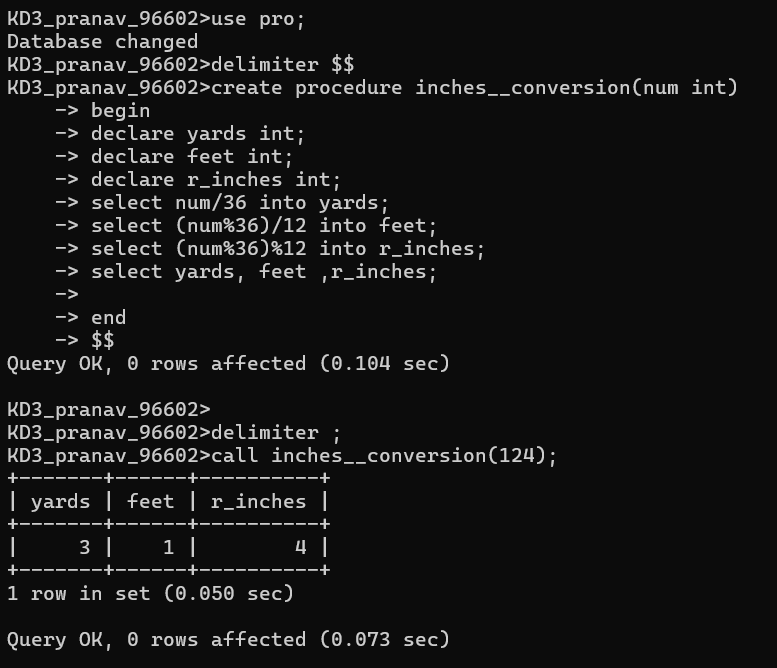 KD3_pranav_96602>use pro;
Database changed
KD3_pranav_96602>delimiter $$
KD3_pranav_96602>create procedure inches__conversion(num int)
    -> begin
    -> declare yards int;
    -> declare feet int;
    -> declare r_inches int;
    -> select num/36 into yards;
    -> select (num%36)/12 into feet;
    -> select (num%36)%12 into r_inches;
    -> select yards, feet ,r_inches;
    ->
    -> end
    -> $$
Query OK, 0 rows affected (0.104 sec)

KD3_pranav_96602>
KD3_pranav_96602>delimiter ;
KD3_pranav_96602>call inches__conversion(124);
+-------+------+----------+
| yards | feet | r_inches |
+-------+------+----------+
|     3 |    1 |        4 |
+-------+------+----------+
1 row in set (0.050 sec)

Query OK, 0 rows affected (0.073 sec)